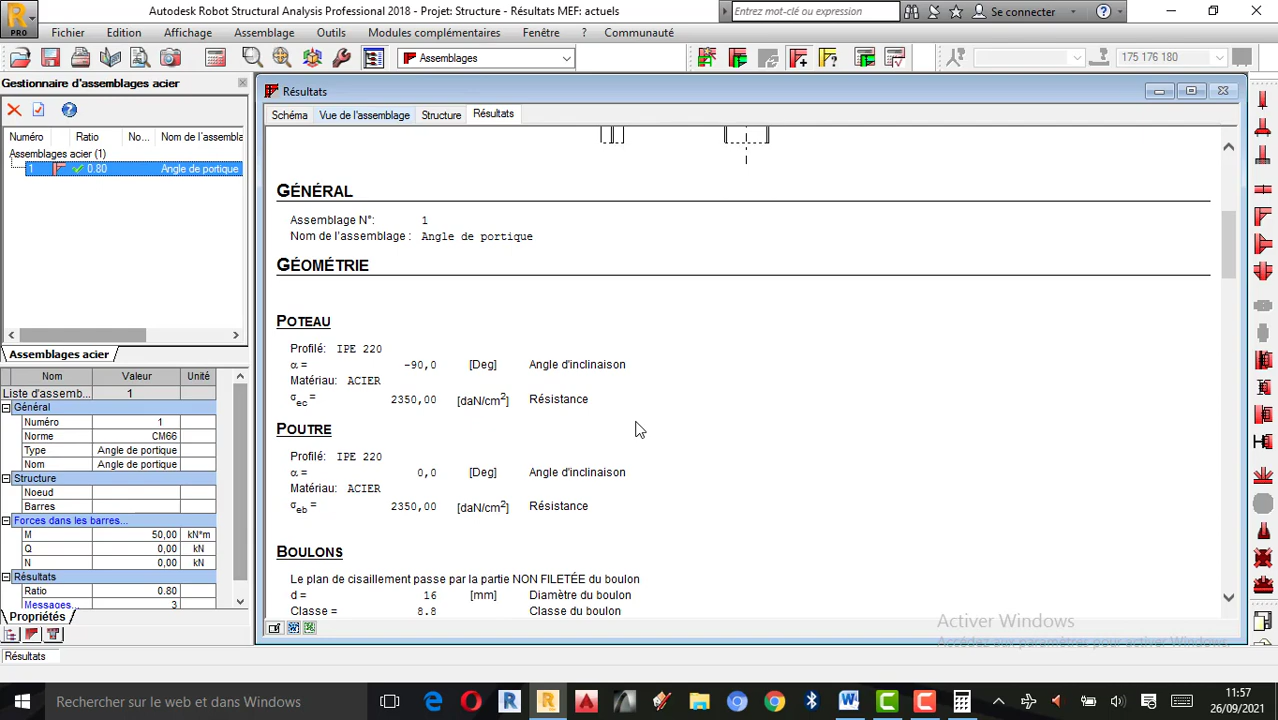 Autodesk Robot Structural Analysis Professional 2018 - Projet: Structure - Résultats MEF: actuels
Entrez mot-clé ou expression
Se connecter
PRO
Fichier Edition Affichage Assemblage Outils Modules complémentaires Fenêtre ? Communauté
Assemblages
175 176 180
Gestionnaire d'assemblages acier
Résultats
Schéma Vue de l'assemblage Structure Résultats
Numéro Ratio No... Nom de l'assembla
Assemblages acier (1)
1 0.80 Angle de portique
GÉNÉRAL
Assemblage N°: 1
Nom de l'assemblage : Angle de portique
GÉOMÉTRIE
POTEAU
Profilé: IPE 220
α = -90,0 [Deg] Angle d'inclinaison
Matériau: ACIER
σec = 2350,00 [daN/cm2] Résistance
POUTRE
Profilé: IPE 220
α = 0,0 [Deg] Angle d'inclinaison
Matériau: ACIER
σeb = 2350,00 [daN/cm2] Résistance
BOULONS
Le plan de cisaillement passe par la partie NON FILETÉE du boulon
d = 16 [mm] Diamètre du boulon
Classe = 8.8 Classe du boulon
Assemblages acier
Nom Valeur Unité
Liste d'assemb... 1
Général
Numéro 1
Norme CM66
Type Angle de portique
Nom Angle de portique
Structure
Noeud
Barres
Forces dans les barres...
M 50,00 kN*m
Q 0,00 kN
N 0,00 kN
Résultats
Ratio 0.80
Messages... 3
Propriétés
Résultats
Activer Windows
Accédez aux paramètres pour activer Windows.
Rechercher sur le web et dans Windows
11:57
26/09/2021